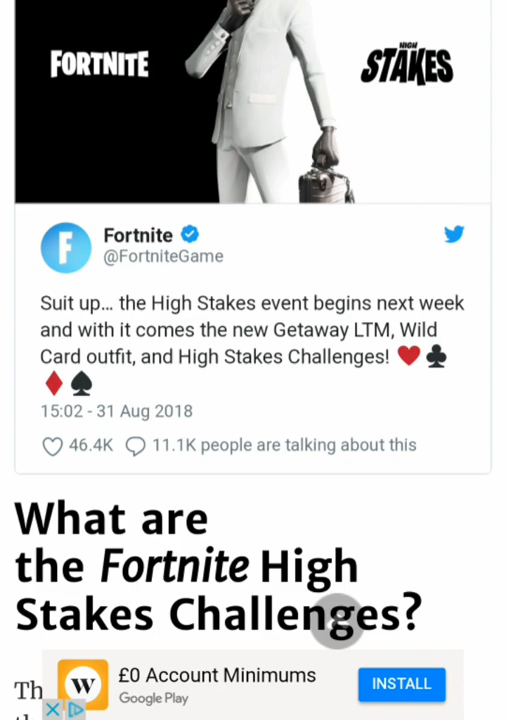 FORTNITE
HIGH
STAKES
F
Fortnite
@FortniteGame
Suit up... the High Stakes event begins next week
and with it comes the new Getaway LTM, Wild
Card outfit, and High Stakes Challenges! ♥️♣️
♦️♠️
15:02 - 31 Aug 2018
46.4K 11.1K people are talking about this
What are
the Fortnite High
Stakes Challenges?
Th
W
£0 Account Minimums
Google Play
INSTALL